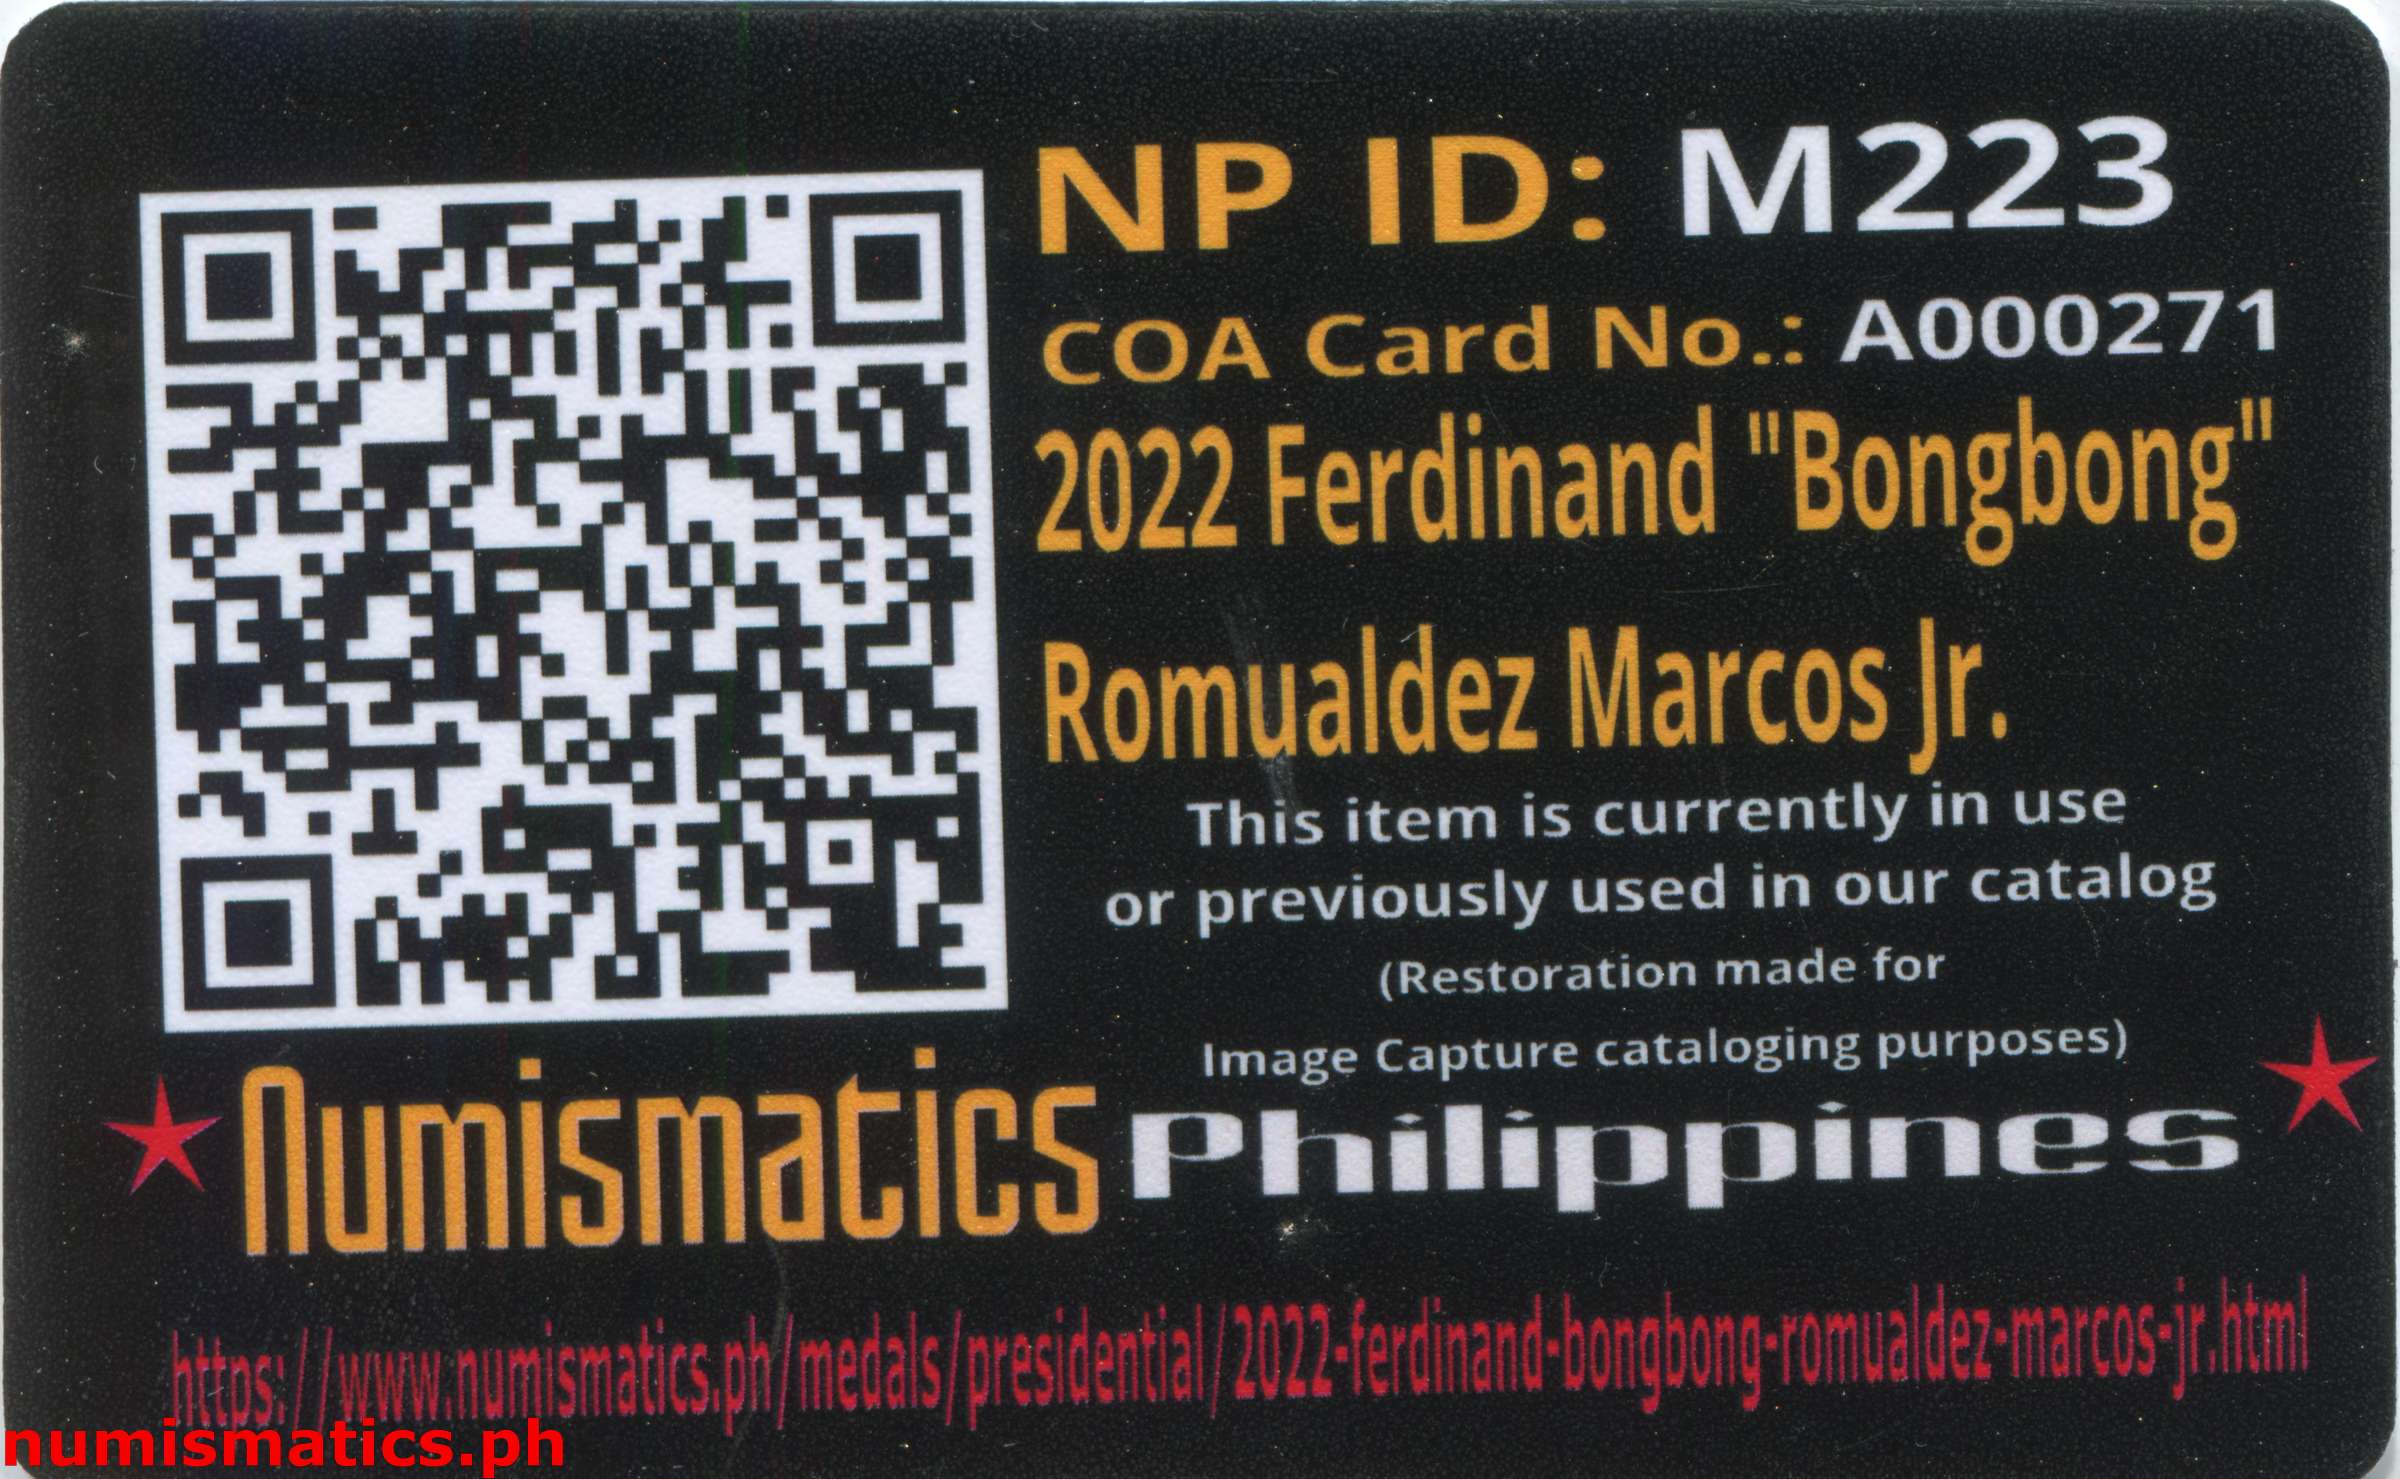 NP ID: M223
COA Card No.: A000271
2022 Ferdinand "Bongbong"
Romualdez Marcos Jr.
This item is currently in use
or previously used in our catalog
(Restoration made for
Image Capture cataloging purposes)
Numismatics Philippines
https://www.numismatics.ph/medals/presidential/2022-ferdinand-bongbong-romualdez-marcos-jr.html
numismatics.ph